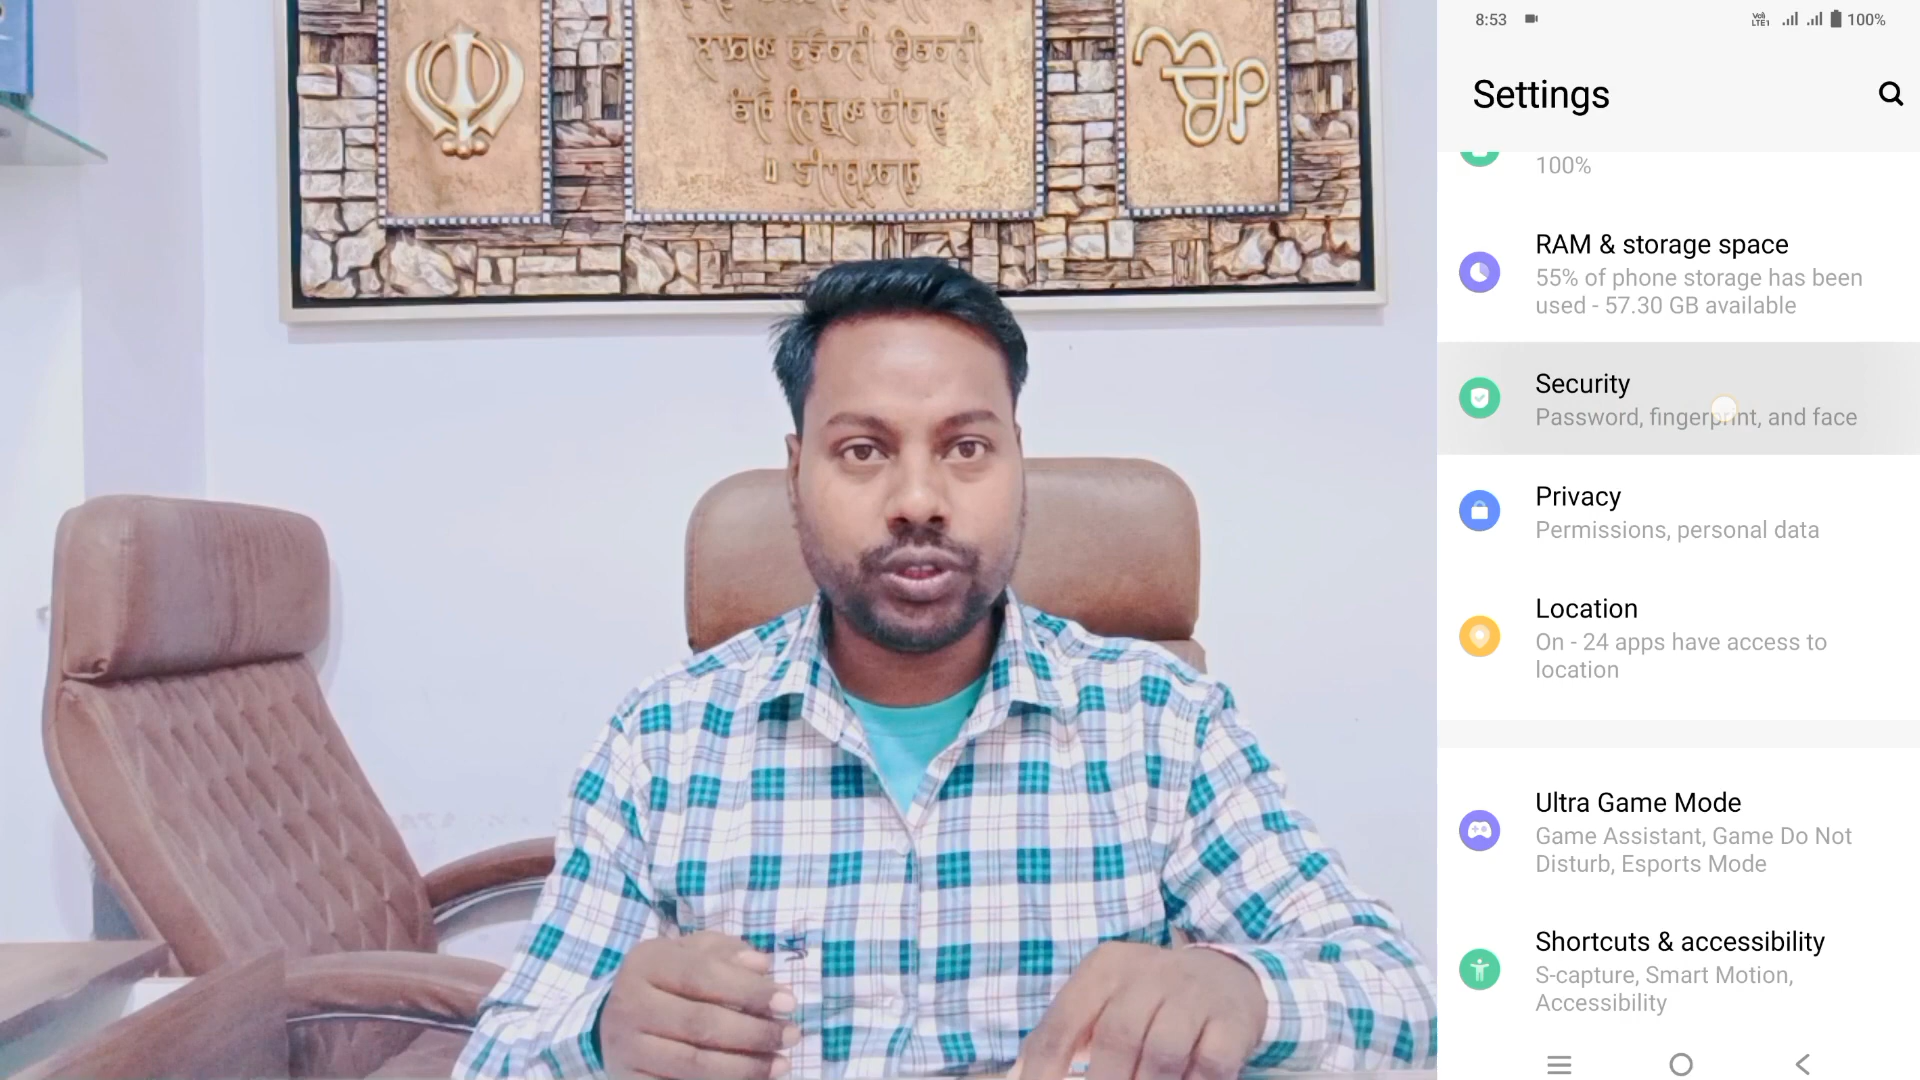 8:53
VoLTE1
100%
Settings
100%
RAM & storage space
55% of phone storage has been
used - 57.30 GB available
Security
Password, fingerprint, and face
Privacy
Permissions, personal data
Location
On - 24 apps have access to
location
Ultra Game Mode
Game Assistant, Game Do Not
Disturb, Esports Mode
Shortcuts & accessibility
S-capture, Smart Motion,
Accessibility